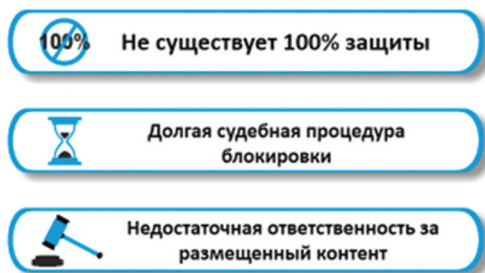 100%
Не существует 100% защиты
Долгая судебная процедура
блокировки
Недостаточная ответственность за
размещенный контент